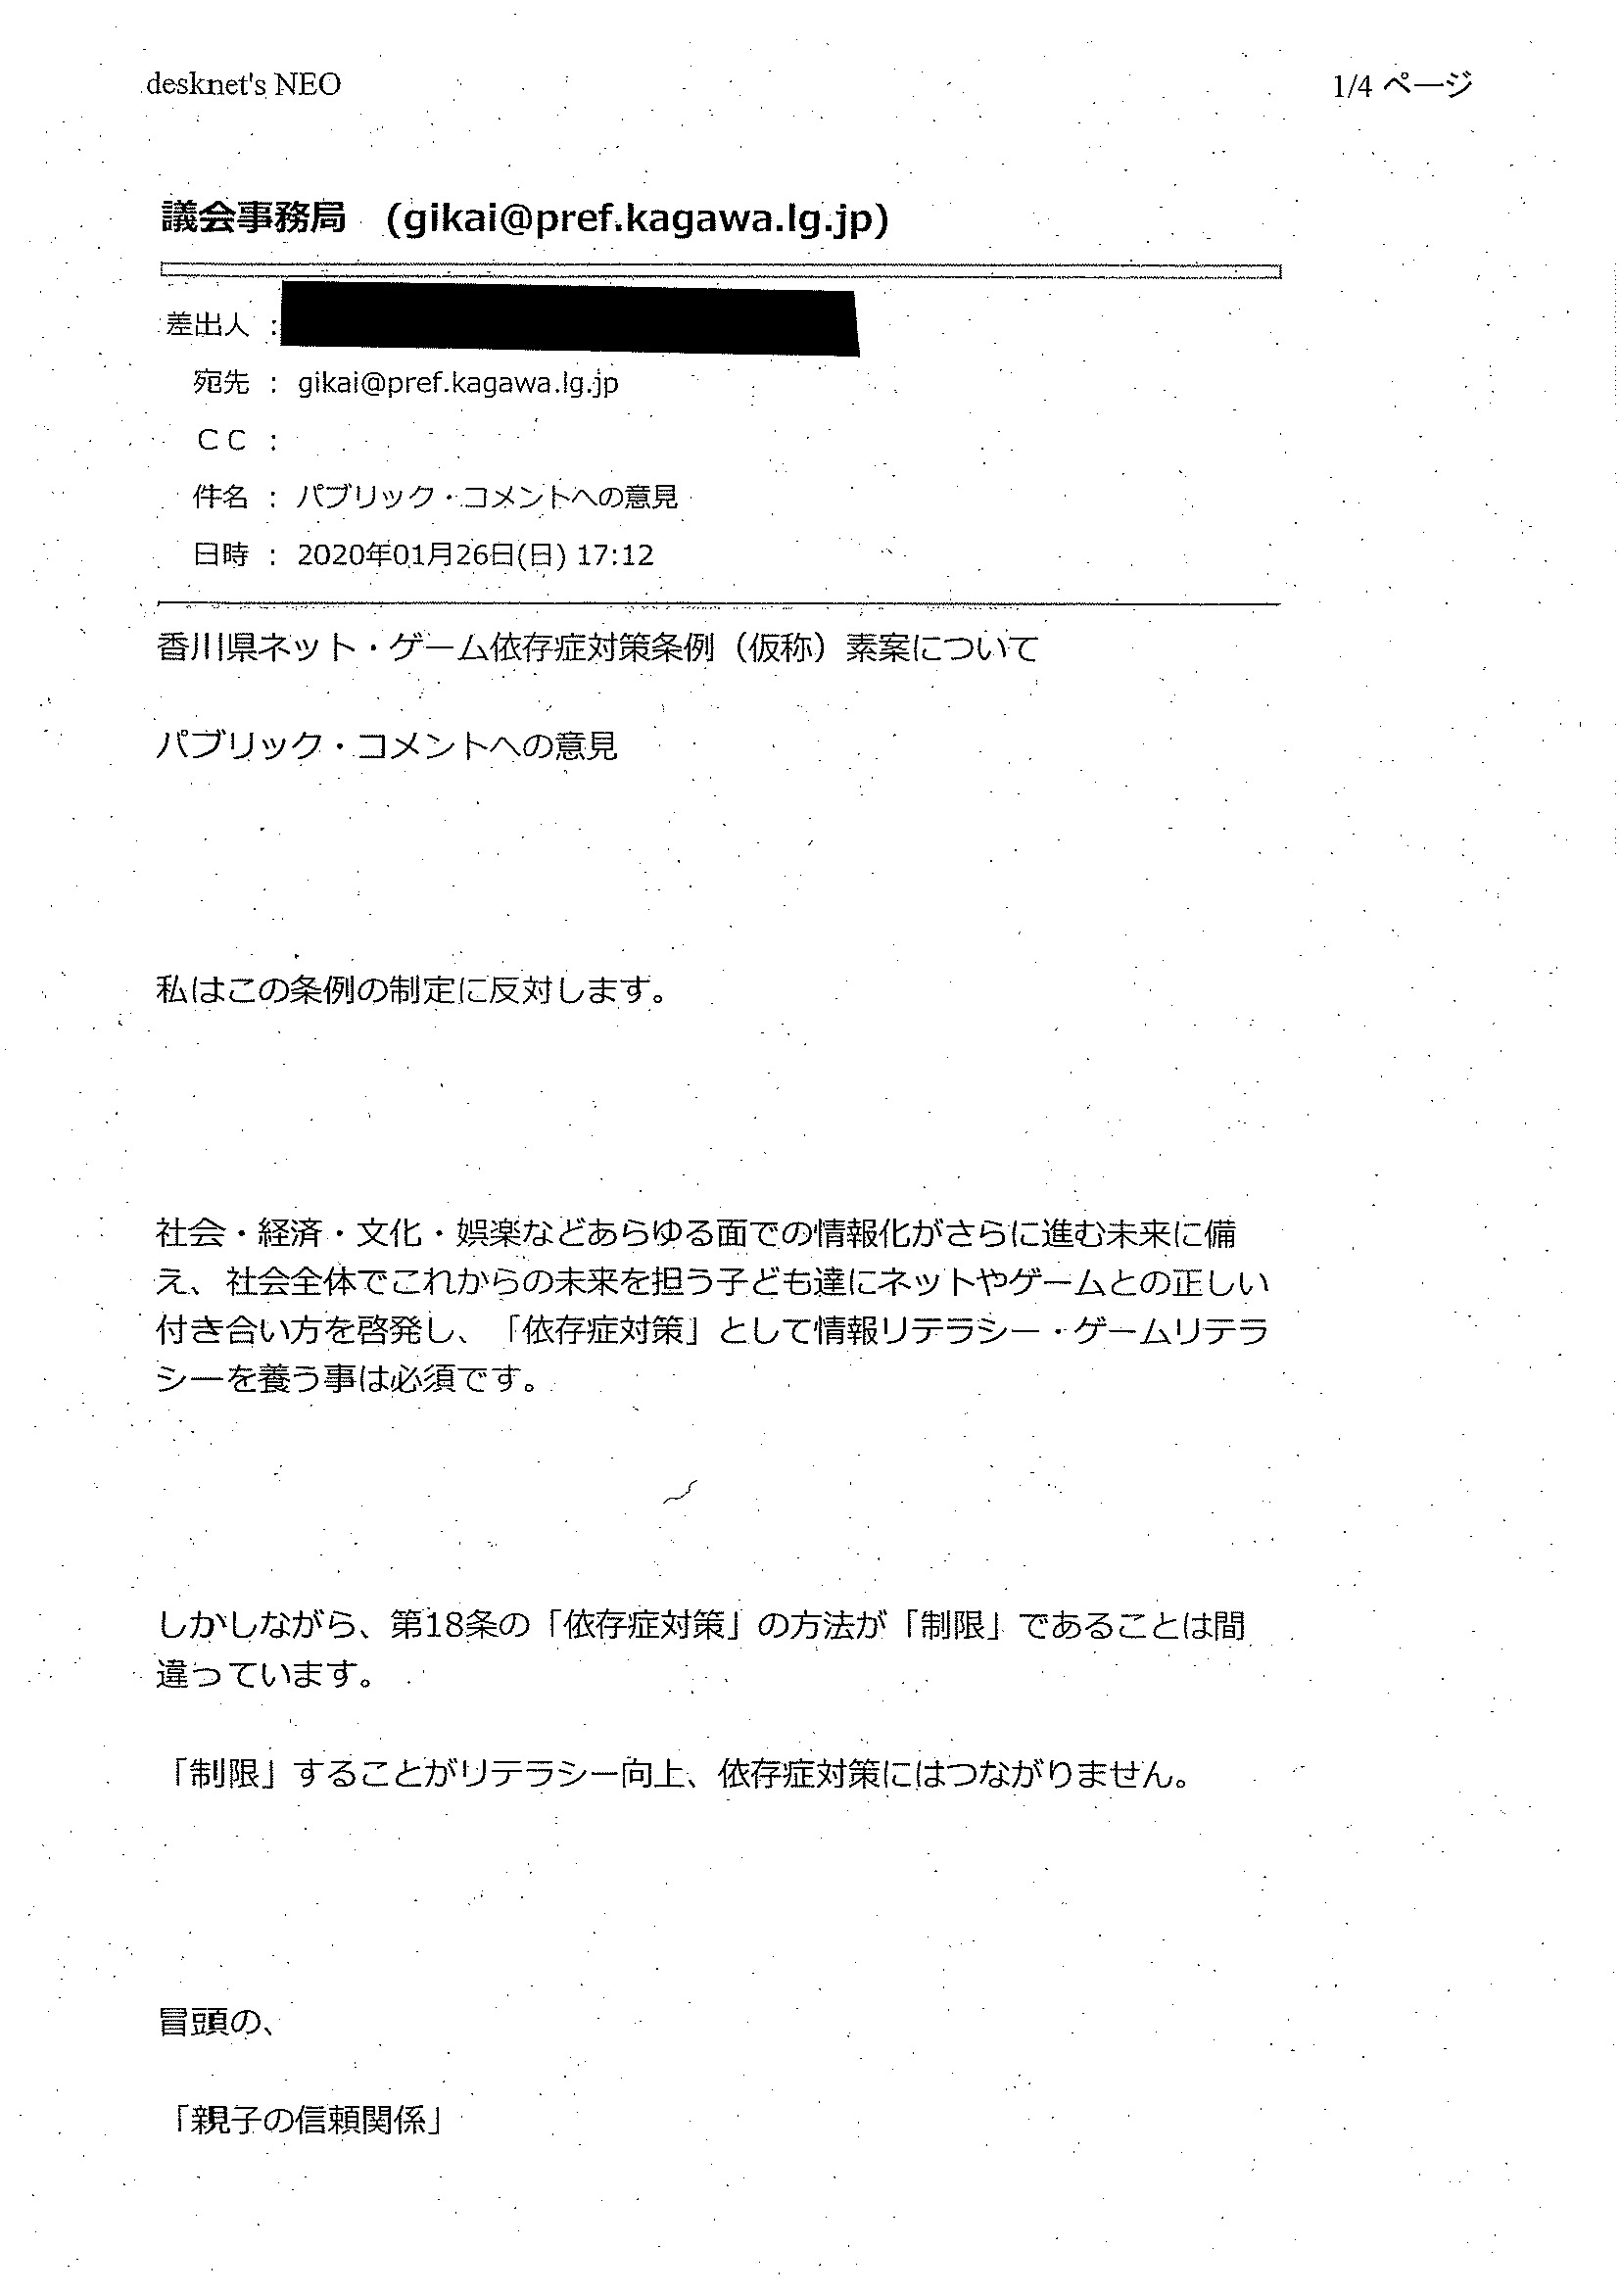 desknet's NEO
1/4 ページ
議会事務局 (gikai@pref.kagawa.lg.jp)
差出人 :
宛先 : gikai@pref.kagawa.lg.jp
CC :
件名 : パブリック・コメントへの意見
日時 : 2020年01月26日(日) 17:12
香川県ネット・ゲーム依存症対策条例（仮称）素案について
パブリック・コメントへの意見
私はこの条例の制定に反対します。
社会・経済・文化・娯楽などあらゆる面での情報化がさらに進む未来に備
え、社会全体でこれからの未来を担う子ども達にネットやゲームとの正しい
付き合い方を啓発し、「依存症対策」として情報リテラシー・ゲームリテラ
シーを養う事は必須です。
しかしながら、第18条の「依存症対策」の方法が「制限」であることは間
違っています。
「制限」することがリテラシー向上、依存症対策にはつながりません。
冒頭の、
「親子の信頼関係」